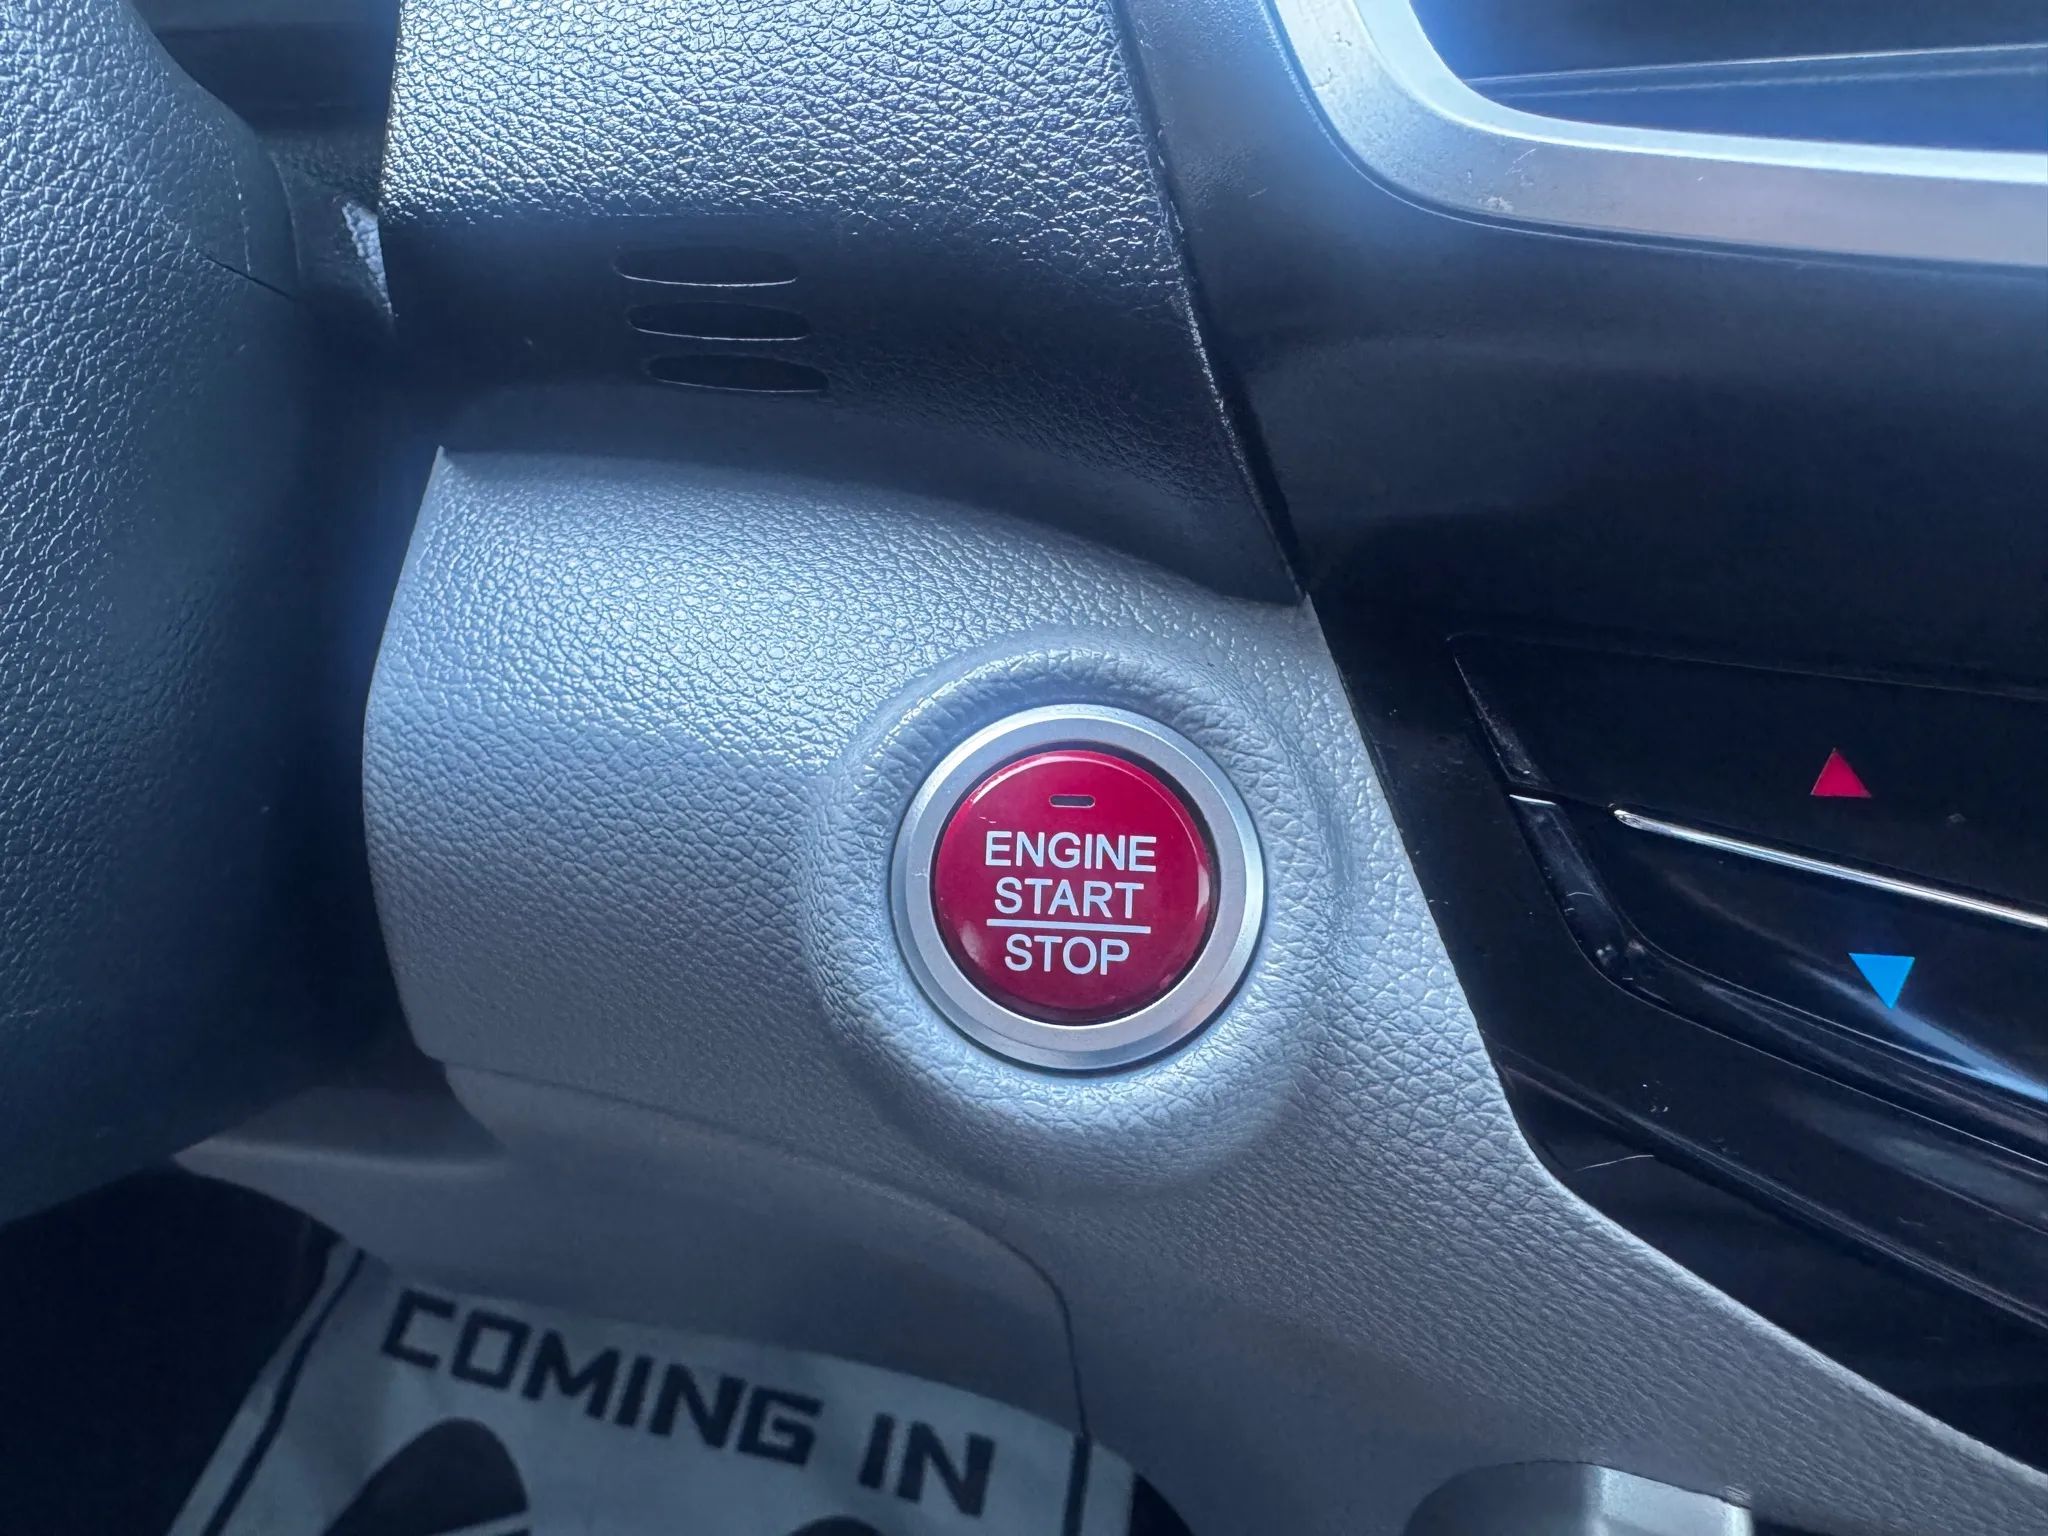 ENGINE
START
STOP
COMING IN